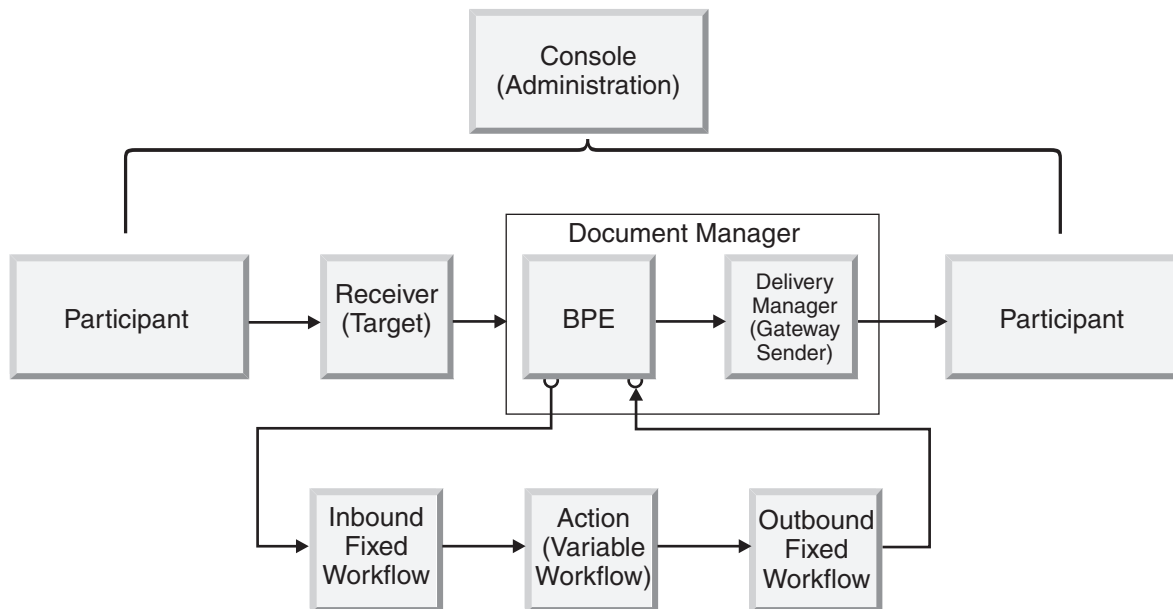 Console
(Administration)
Document Manager
Participant
Receiver
(Target)
BPE
Delivery
Manager
(Gateway
Sender)
Participant
Inbound
Fixed
Workflow
Action
(Variable
Workflow)
Outbound
Fixed
Workflow